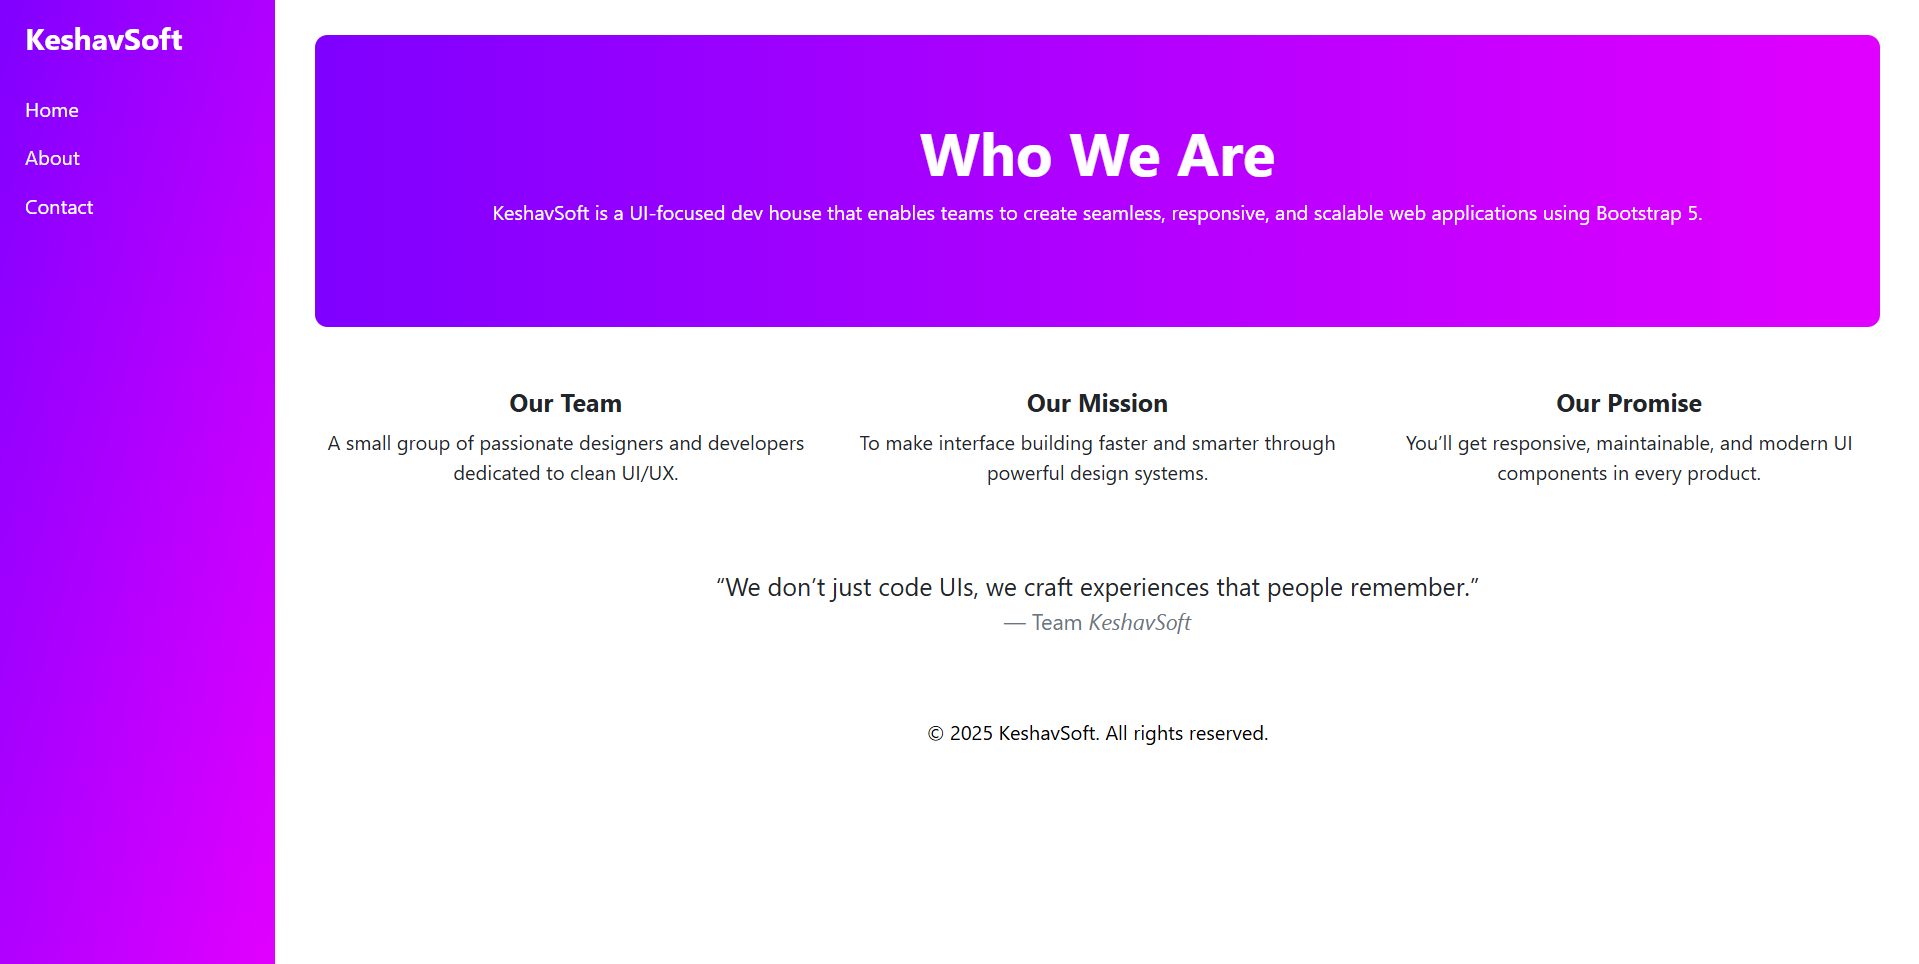 KeshavSoft
Home
About
Contact
Who We Are
KeshavSoft is a UI-focused dev house that enables teams to create seamless, responsive, and scalable web applications using Bootstrap 5.
Our Team
A small group of passionate designers and developers
dedicated to clean UI/UX.
Our Mission
To make interface building faster and smarter through
powerful design systems.
Our Promise
You’ll get responsive, maintainable, and modern UI
components in every product.
“We don’t just code UIs, we craft experiences that people remember.”
— Team KeshavSoft
© 2025 KeshavSoft. All rights reserved.